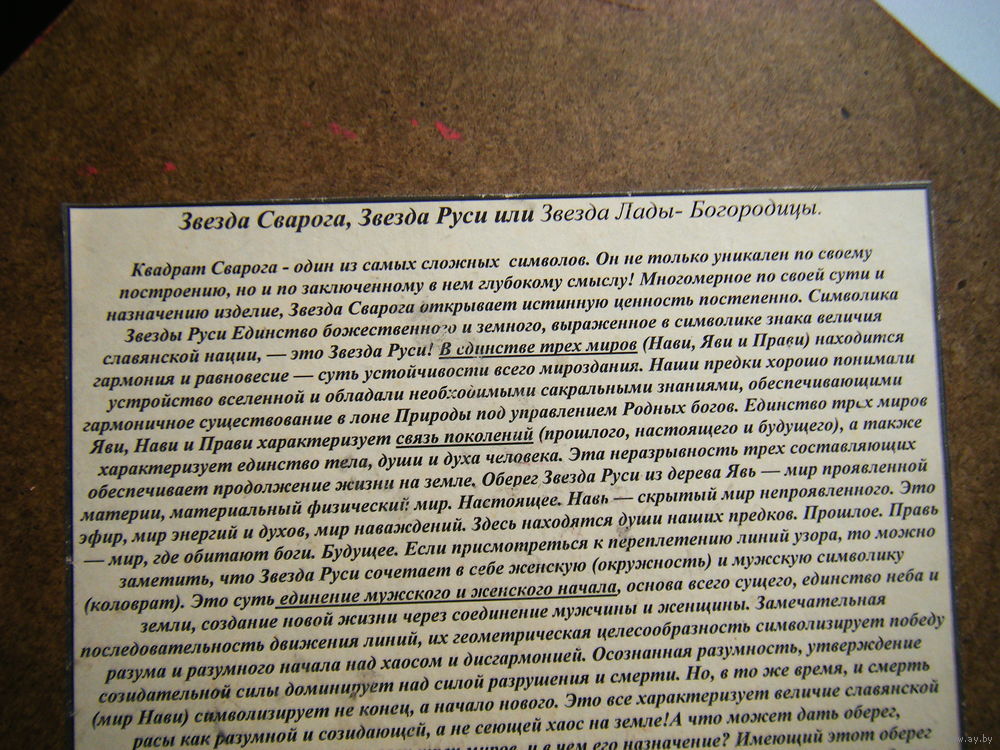 Звезда Сварога, Звезда Руси или Звезда Лады- Богородицы.
Квадрат Сварога - один из самых сложных символов. Он не только уникален по своему
построению, но и по заключенному в нем глубокому смыслу! Многомерное по своей сути и
назначению изделие, Звезда Сварога открывает истинную ценность постепенно. Символика
Звезды Руси Единство божественного и земного, выраженное в символике знака величия
славянской нации, — это Звезда Руси! В единстве трех миров (Нави, Яви и Прави) находится
гармония и равновесие — суть устойчивости всего мироздания. Наши предки хорошо понимали
устройство вселенной и обладали необходимыми сакральными знаниями, обеспечивающими
гармоничное существование в лоне Природы под управлением Родных богов. Единство трех миров
Яви, Нави и Прави характеризует связь поколений (прошлого, настоящего и будущего), а также
характеризует единство тела, души и духа человека. Эта неразрывность трех составляющих
обеспечивает продолжение жизни на земле. Оберег Звезда Руси из дерева Явь — мир проявленной
материи, материальный физический мир. Настоящее. Навь — скрытый мир непроявленного. Это
эфир, мир энергий и духов, мир наваждений. Здесь находятся души наших предков. Прошлое. Правь
— мир, где обитают боги. Будущее. Если присмотреться к переплетению линий узора, то можно
заметить, что Звезда Руси сочетает в себе женскую (окружность) и мужскую символику
(коловрат). Это суть единение мужского и женского начала, основа всего сущего, единство неба и
земли, создание новой жизни через соединение мужчины и женщины. Замечательная
последовательность движения линий, их геометрическая целесообразность символизирует победу
разума и разумного начала над хаосом и дисгармонией. Осознанная разумность, утверждение
созидательной силы доминирует над силой разрушения и смерти. Но, в то же время, и смерть
(мир Нави) символизирует не конец, а начало нового. Это все характеризует величие славянской
расы как разумной и созидающей, а не сеющей хаос на земле!А что может дать оберег,
миров, и в чем его назначение? Имеющий этот оберег
ay.by